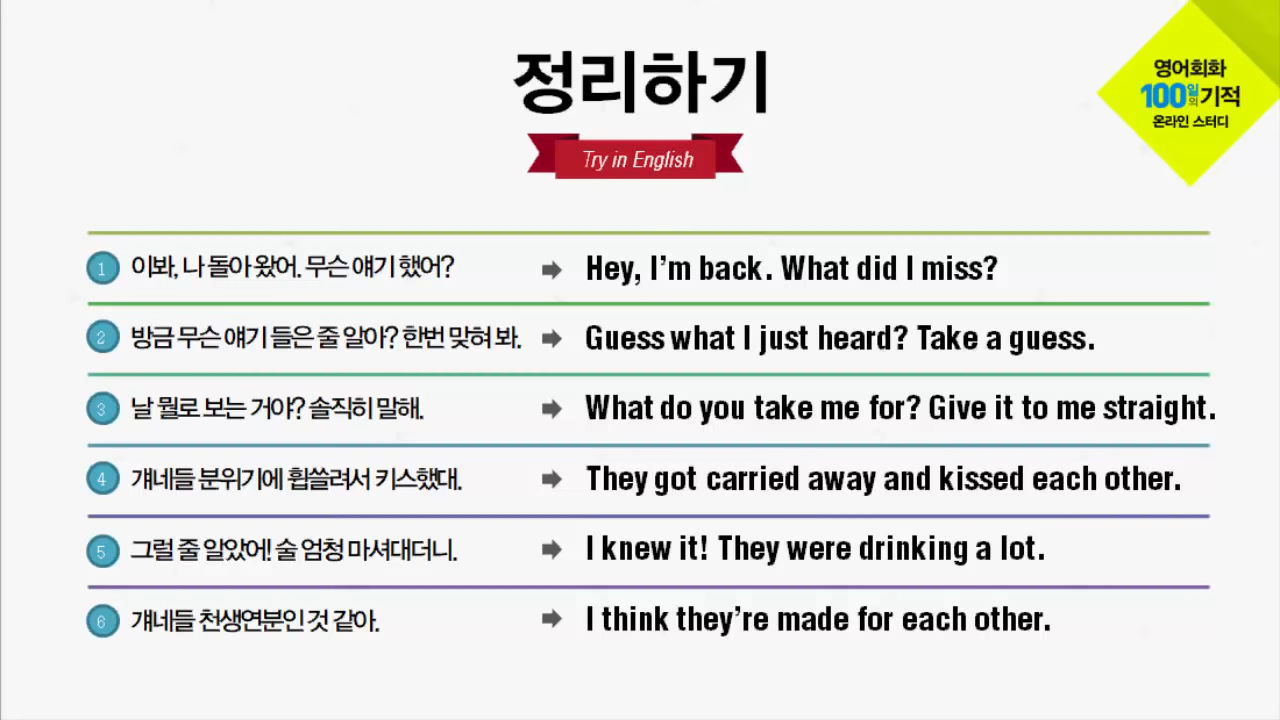 정리하기
Try in English
영어회화
100일의 기적
온라인 스터디
1 이봐, 나 돌아 왔어. 무슨 얘기 했어? ➡ Hey, I'm back. What did I miss?
2 방금 무슨 얘기 들은 줄 알아? 한번 맞혀 봐. ➡ Guess what I just heard? Take a guess.
3 날 뭘로 보는 거야? 솔직히 말해. ➡ What do you take me for? Give it to me straight.
4 걔네들 분위기에 휩쓸려서 키스했대. ➡ They got carried away and kissed each other.
5 그럴 줄 알았어! 술 엄청 마셔대더니. ➡ I knew it! They were drinking a lot.
6 걔네들 천생연분인 것 같아. ➡ I think they're made for each other.